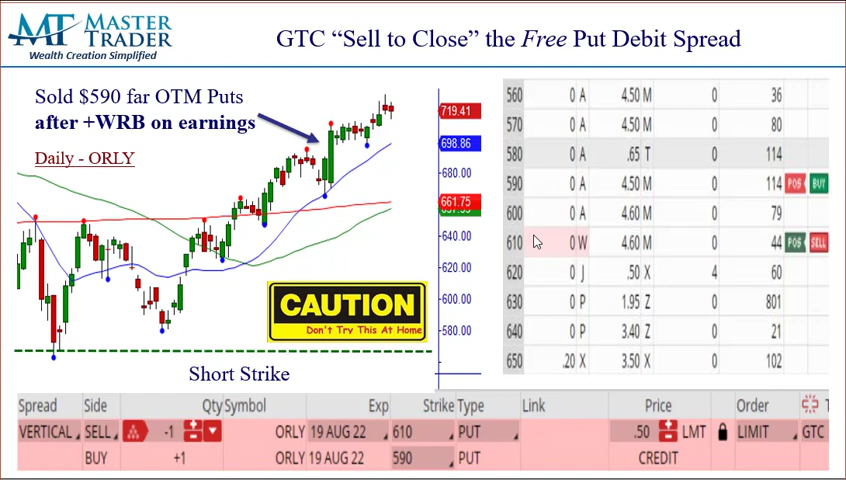 MT MASTER
TRADER
Wealth Creation Simplified
GTC “Sell to Close” the Free Put Debit Spread
Sold $590 far OTM Puts
after +WRB on earnings
Daily - ORLY
719.41
698.86
680.00
661.75
640.00
620.00
600.00
580.00
CAUTION
Don't Try This At Home
Short Strike
560 0 A 4.50 M 0 36
570 0 A 4.50 M 0 80
580 0 A .65 T 0 114
590 0 A 4.50 M 0 114 POS BUY
600 0 A 4.60 M 0 79
610 0 W 4.60 M 0 44 POS SELL
620 0 J .50 X 4 60
630 0 P 1.95 Z 0 801
640 0 P 3.40 Z 0 21
650 .20 X 3.50 X 0 102
Spread Side Qty Symbol Exp Strike Type Link Price Order T
VERTICAL SELL -1 ORLY 19 AUG 22 610 PUT .50 LMT LIMIT GTC
BUY +1 ORLY 19 AUG 22 590 PUT CREDIT